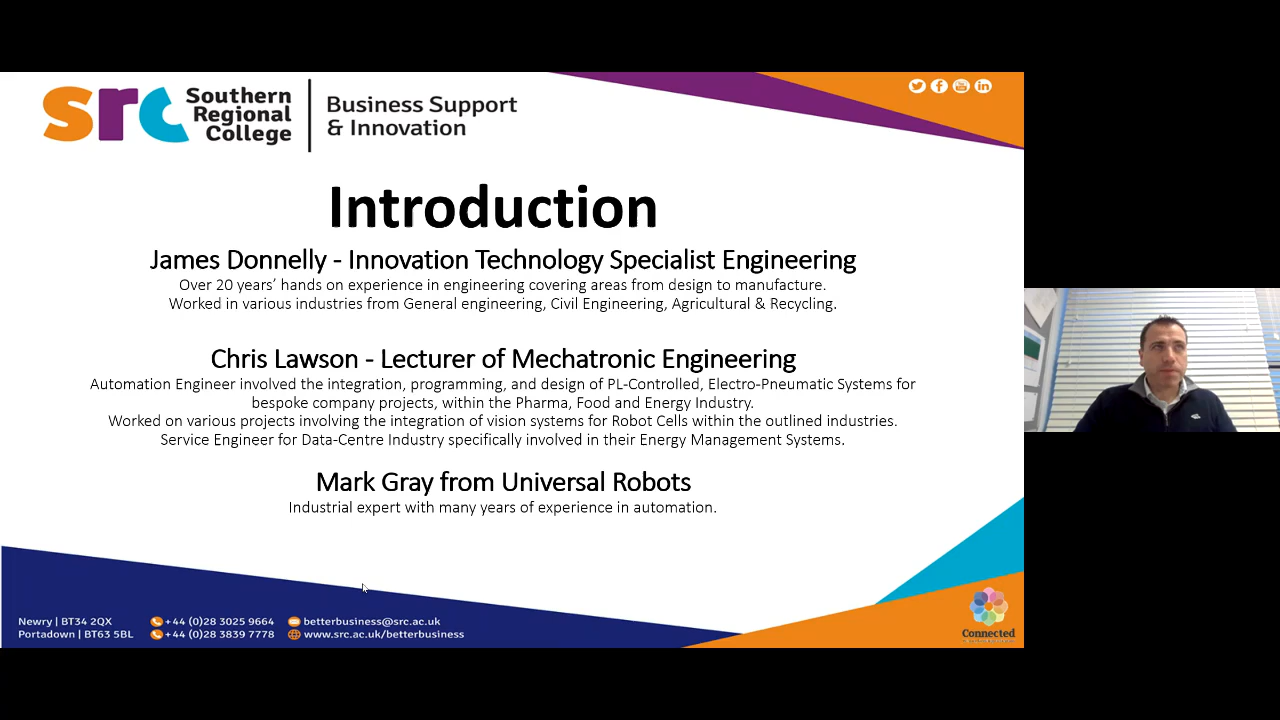 src
Southern
Regional
College
Business Support
& Innovation
Introduction
James Donnelly - Innovation Technology Specialist Engineering
Over 20 years’ hands on experience in engineering covering areas from design to manufacture.
Worked in various industries from General engineering, Civil Engineering, Agricultural & Recycling.
Chris Lawson - Lecturer of Mechatronic Engineering
Automation Engineer involved the integration, programming, and design of PL-Controlled, Electro-Pneumatic Systems for
bespoke company projects, within the Pharma, Food and Energy Industry.
Worked on various projects involving the integration of vision systems for Robot Cells within the outlined industries.
Service Engineer for Data-Centre Industry specifically involved in their Energy Management Systems.
Mark Gray from Universal Robots
Industrial expert with many years of experience in automation.
Newry | BT34 2QX
Portadown | BT63 5BL
+44 (0)28 3025 9664
+44 (0)28 3839 7778
betterbusiness@src.ac.uk
www.src.ac.uk/betterbusiness
Connected